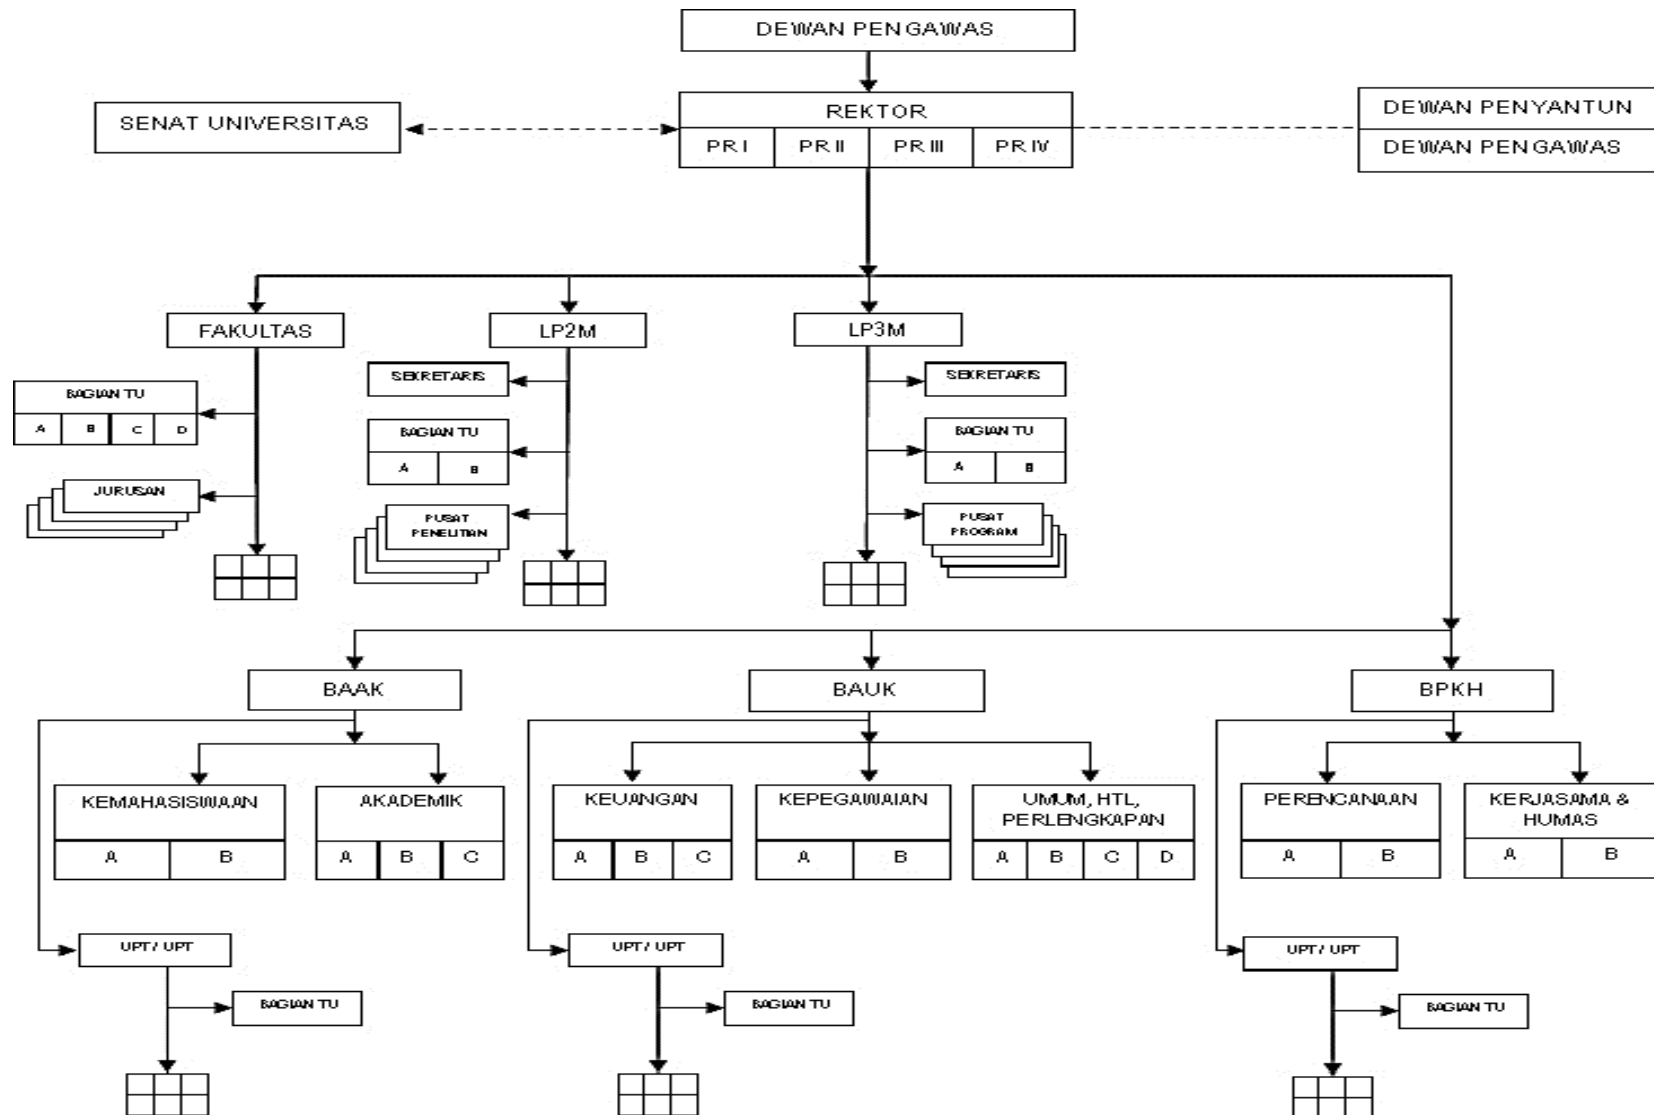 DEWAN PENGAWAS
SENAT UNIVERSITAS
REKTOR
PR I PR II PR III PR IV
DEWAN PENYANTUN
DEWAN PENGAWAS
FAKULTAS
LP2M
LP3M
BAGIAN TU
A B C D
JURUSAN
SEKRETARIS
BAGIAN TU
A B
PUSAT
PENELITIAN
SEKRETARIS
BAGIAN TU
A B
PUSAT
PROGRAM
BAAK
BAUK
BPKH
KEMAHASISWAAN
A B
AKADEMIK
A B C
KEUANGAN
A B C
KEPEGAWAIAN
A B
UMUM, HTL,
PERLENGKAPAN
A B C D
PERENCANAAN
A B
KERJASAMA &
HUMAS
A B
UPT / UPT
BAGIAN TU
UPT / UPT
BAGIAN TU
UPT / UPT
BAGIAN TU